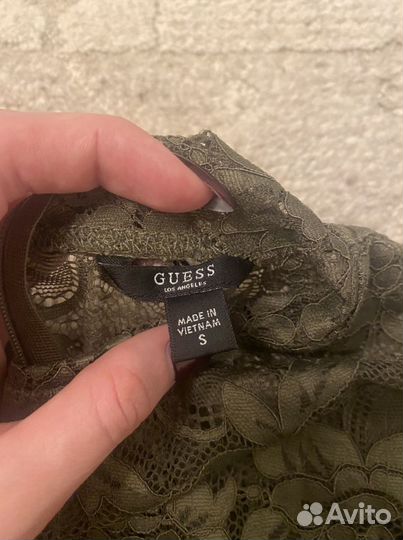 GUESS
LOS ANGELES
MADE IN
VIETNAM
S
Avito